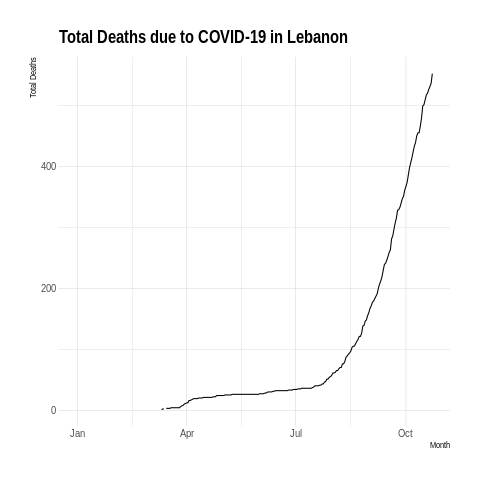 Total Deaths due to COVID-19 in Lebanon
Total Deaths
400
200
0
Jan Apr Jul Oct
Month